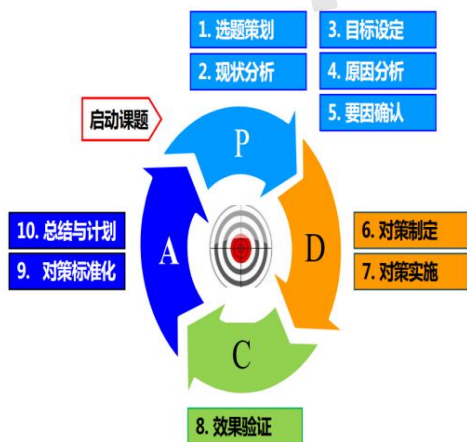 1. 选题策划
3. 目标设定
2. 现状分析
4. 原因分析
5. 要因确认
启动课题
P
10. 总结与计划
A
D
6. 对策制定
9. 对策标准化
7. 对策实施
C
8. 效果验证